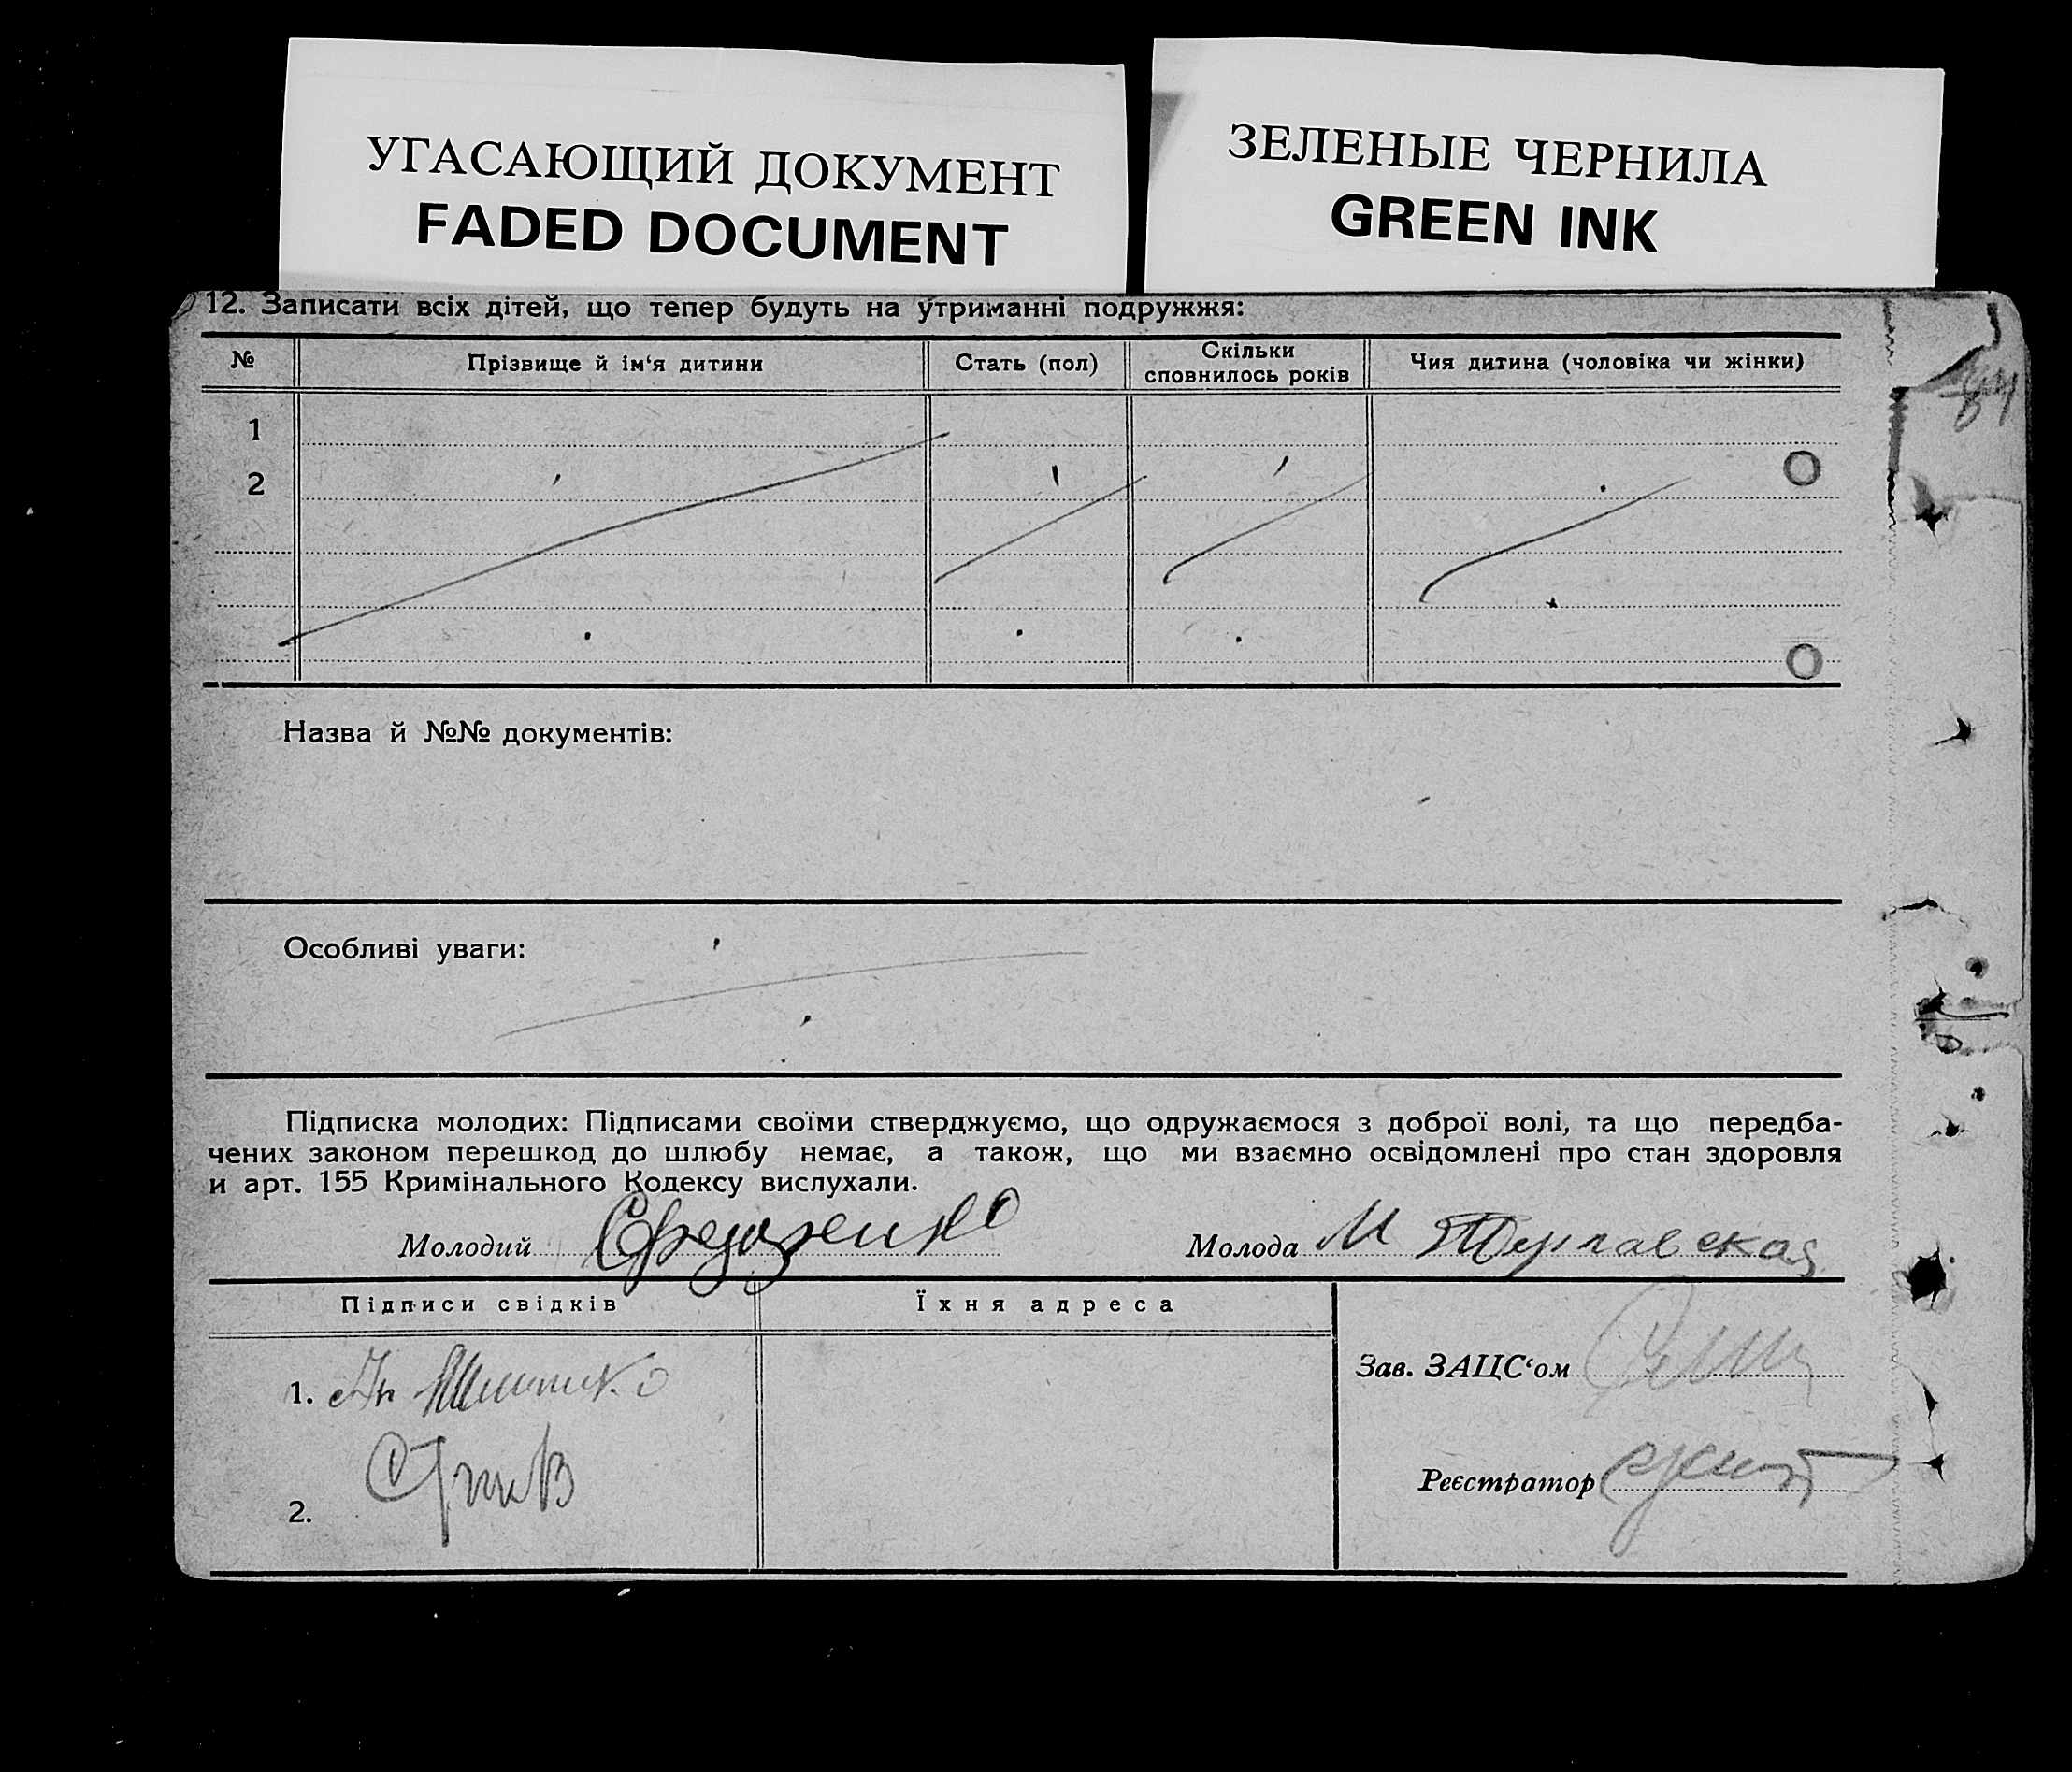 УГАСАЮЩИЙ ДОКУМЕНТ
FADED DOCUMENT
ЗЕЛЕНЫЕ ЧЕРНИЛА
GREEN INK
12. Записати всіх дітей, що тепер будуть на утриманні подружжя:
№ Прізвище й ім‘я дитини Стать (пол) Скільки сповнилось років Чия дитина (чоловіка чи жінки)
84
1
2
Назва й №№ документів:
Особливі уваги:
Підписка молодих: Підписами своїми стверджуємо, що одружаємося з доброї волі, та що передба-
чених законом перешкод до шлюбу немає, а також, що ми взаємно освідомлені про стан здоровля
и арт. 155 Кримінального Кодексу вислухали.
Молодий Молода М
Підписи свідків Їхня адреса
Зав. ЗАЦС‘ом
1.
Реєстратор
2.